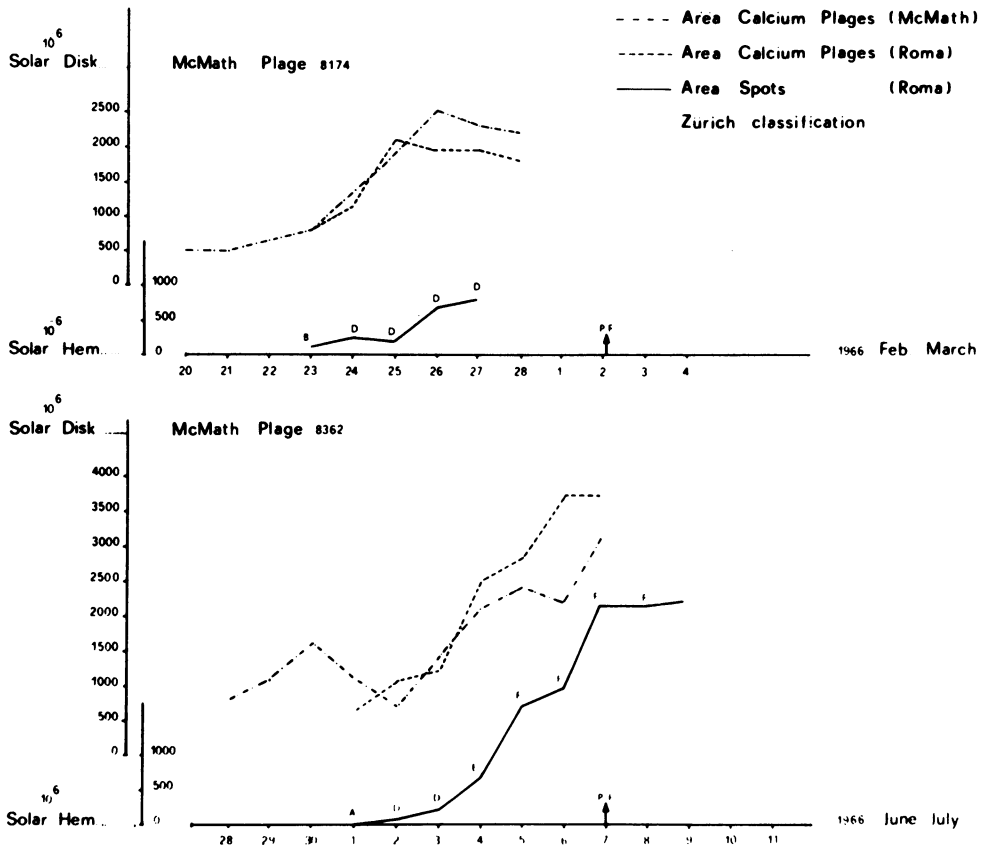 --- Area Calcium Plages (McMath)
------ Area Calcium Plages (Roma)
—— Area Spots (Roma)
Zürich classification
10⁶
Solar Disk
McMath Plage 8174
2500
2000
1500
1000
500
0
1000
500
0
B D D D D
P.F
10⁶
Solar Hem.
20 21 22 23 24 25 26 27 28 1 2 3 4
1966 Feb March
10⁶
Solar Disk
McMath Plage 8362
4000
3500
3000
2500
2000
1500
1000
500
0
1000
500
0
A D D
P.F
10⁶
Solar Hem
28 29 30 1 2 3 4 5 6 7 8 9 10 11
1966 June July